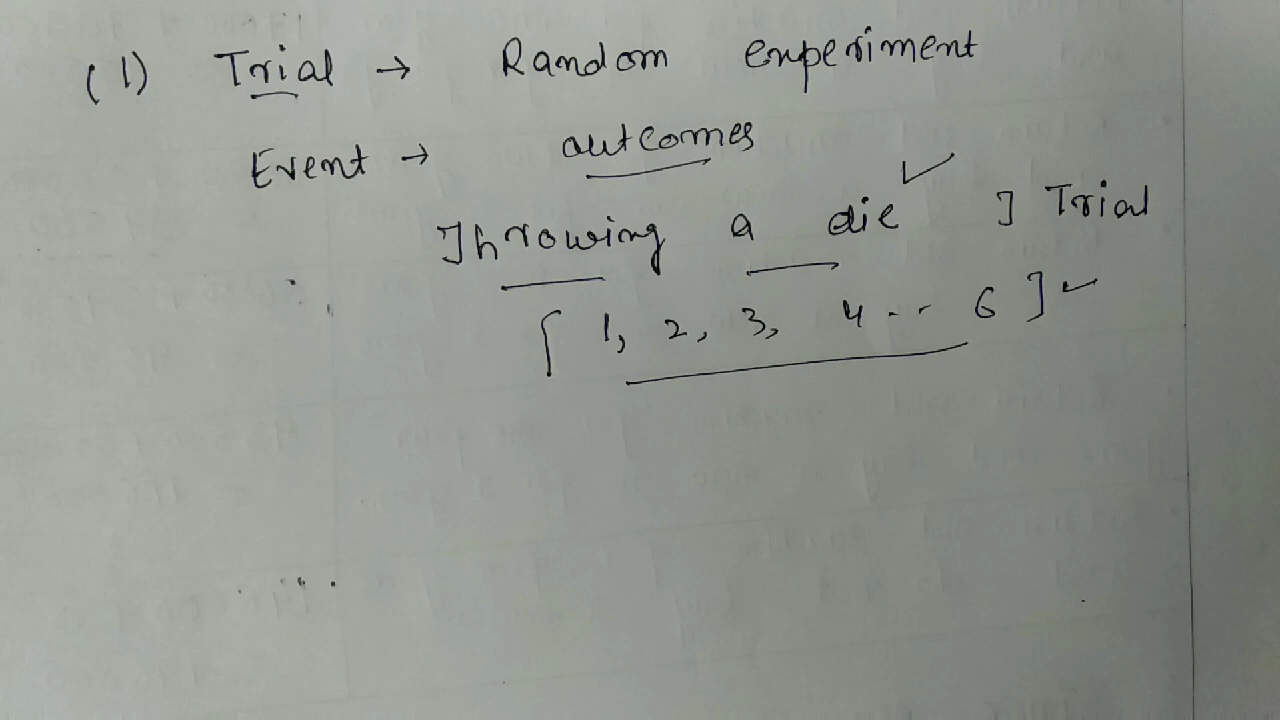 (1) Trial → Random experiment
Event → outcomes
Throwing a die ] Trial
[ 1, 2, 3, 4 .. 6 ]